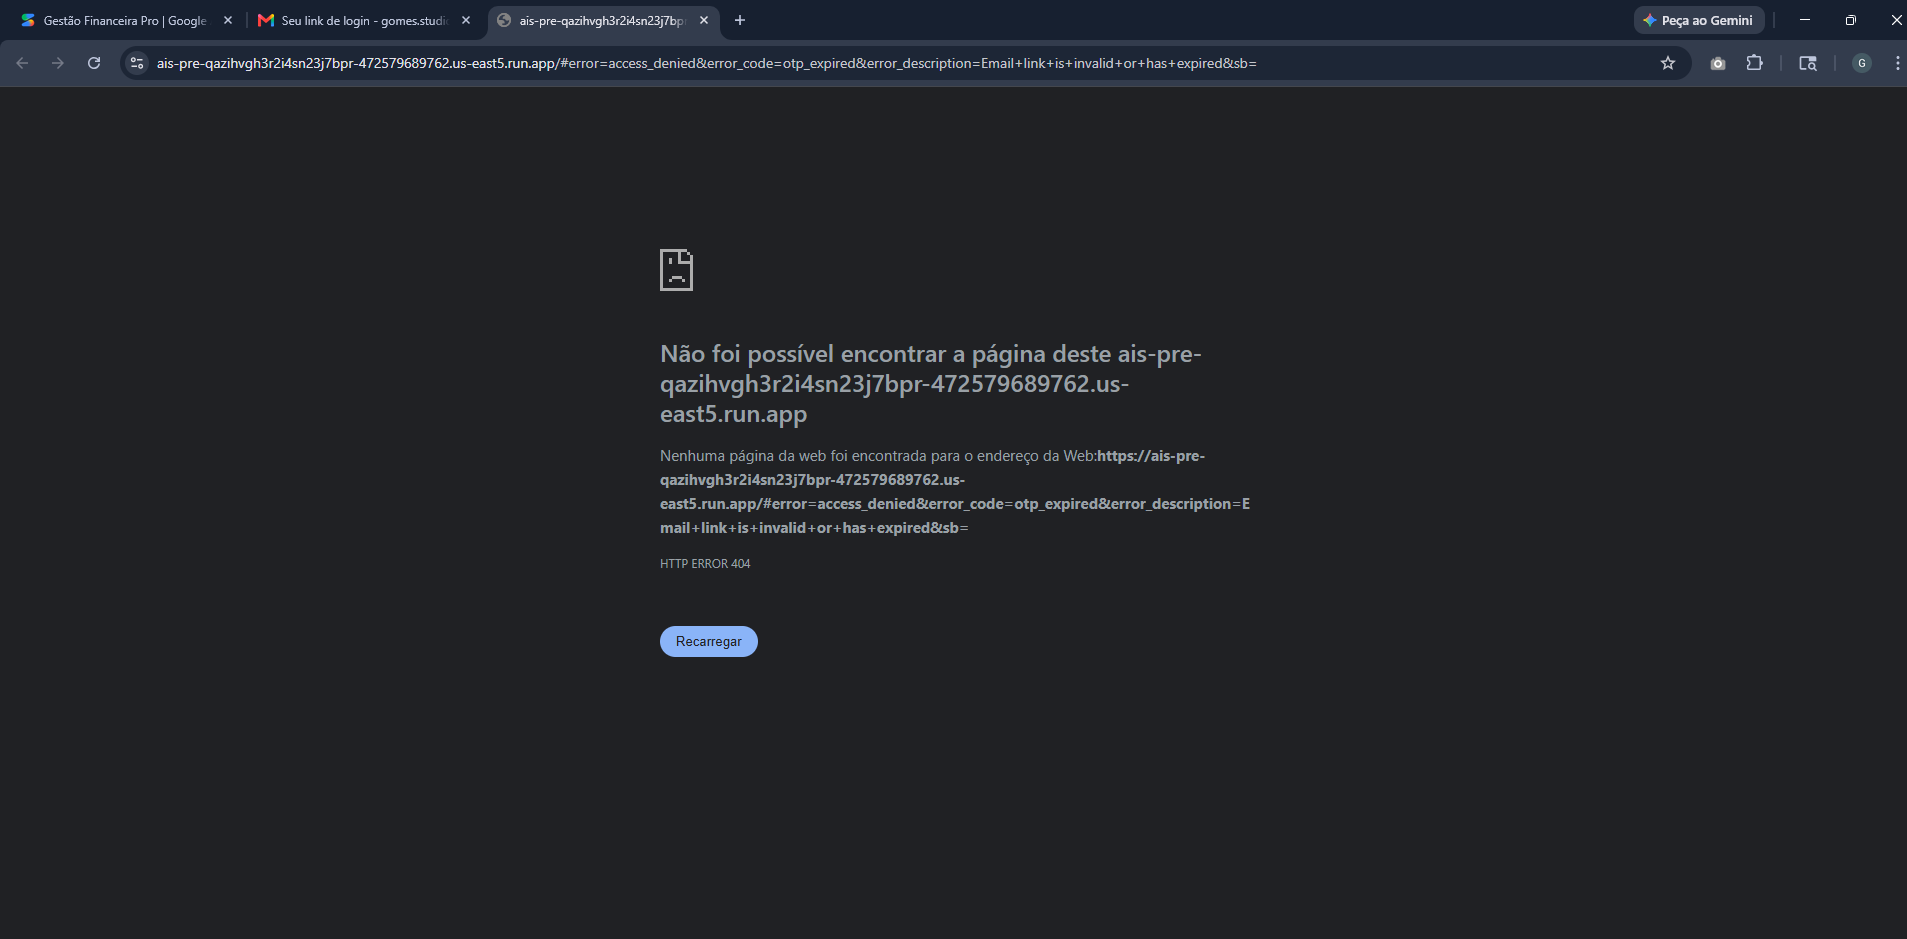 Gestão Financeira Pro | Google
Seu link de login - gomes.studi
ais-pre-qazihvgh3r2i4sn23j7bpr
Peça ao Gemini
ais-pre-qazihvgh3r2i4sn23j7bpr-472579689762.us-east5.run.app/#error=access_denied&error_code=otp_expired&error_description=Email+link+is+invalid+or+has+expired&sb=
G
Não foi possível encontrar a página deste ais-pre-
qazihvgh3r2i4sn23j7bpr-472579689762.us-
east5.run.app
Nenhuma página da web foi encontrada para o endereço da Web:https://ais-pre-
qazihvgh3r2i4sn23j7bpr-472579689762.us-
east5.run.app/#error=access_denied&error_code=otp_expired&error_description=E
mail+link+is+invalid+or+has+expired&sb=
HTTP ERROR 404
Recarregar